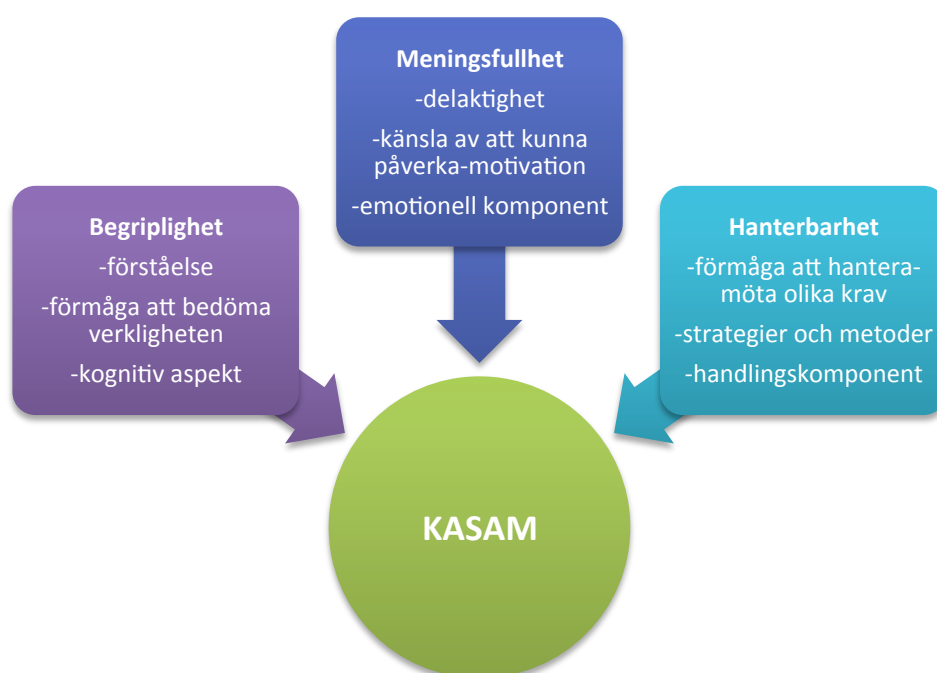 Meningsfullhet
-delaktighet
-känsla av att kunna
påverka-motivation
-emotionell komponent
Begriplighet
-förståelse
-förmåga att bedöma
verkligheten
-kognitiv aspekt
Hanterbarhet
-förmåga att hantera-
möta olika krav
-strategier och metoder
-handlingskomponent
KASAM